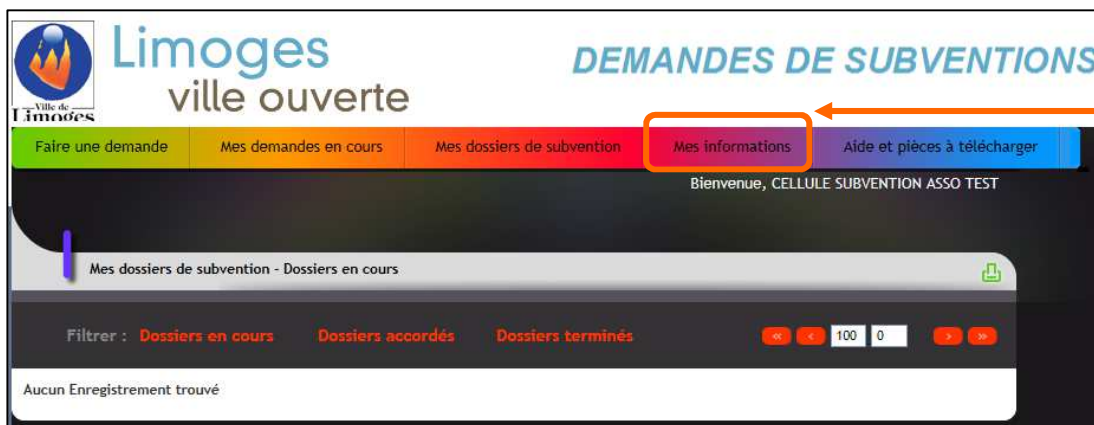 Limoges
ville ouverte
Ville de
Limoges
DEMANDES DE SUBVENTIONS
Faire une demande Mes demandes en cours Mes dossiers de subvention Mes informations Aide et pièces à télécharger
Bienvenue, CELLULE SUBVENTION ASSO TEST
Mes dossiers de subvention - Dossiers en cours
Filtrer : Dossiers en cours Dossiers accordés Dossiers terminés « < 100 0 > »
Aucun Enregistrement trouvé